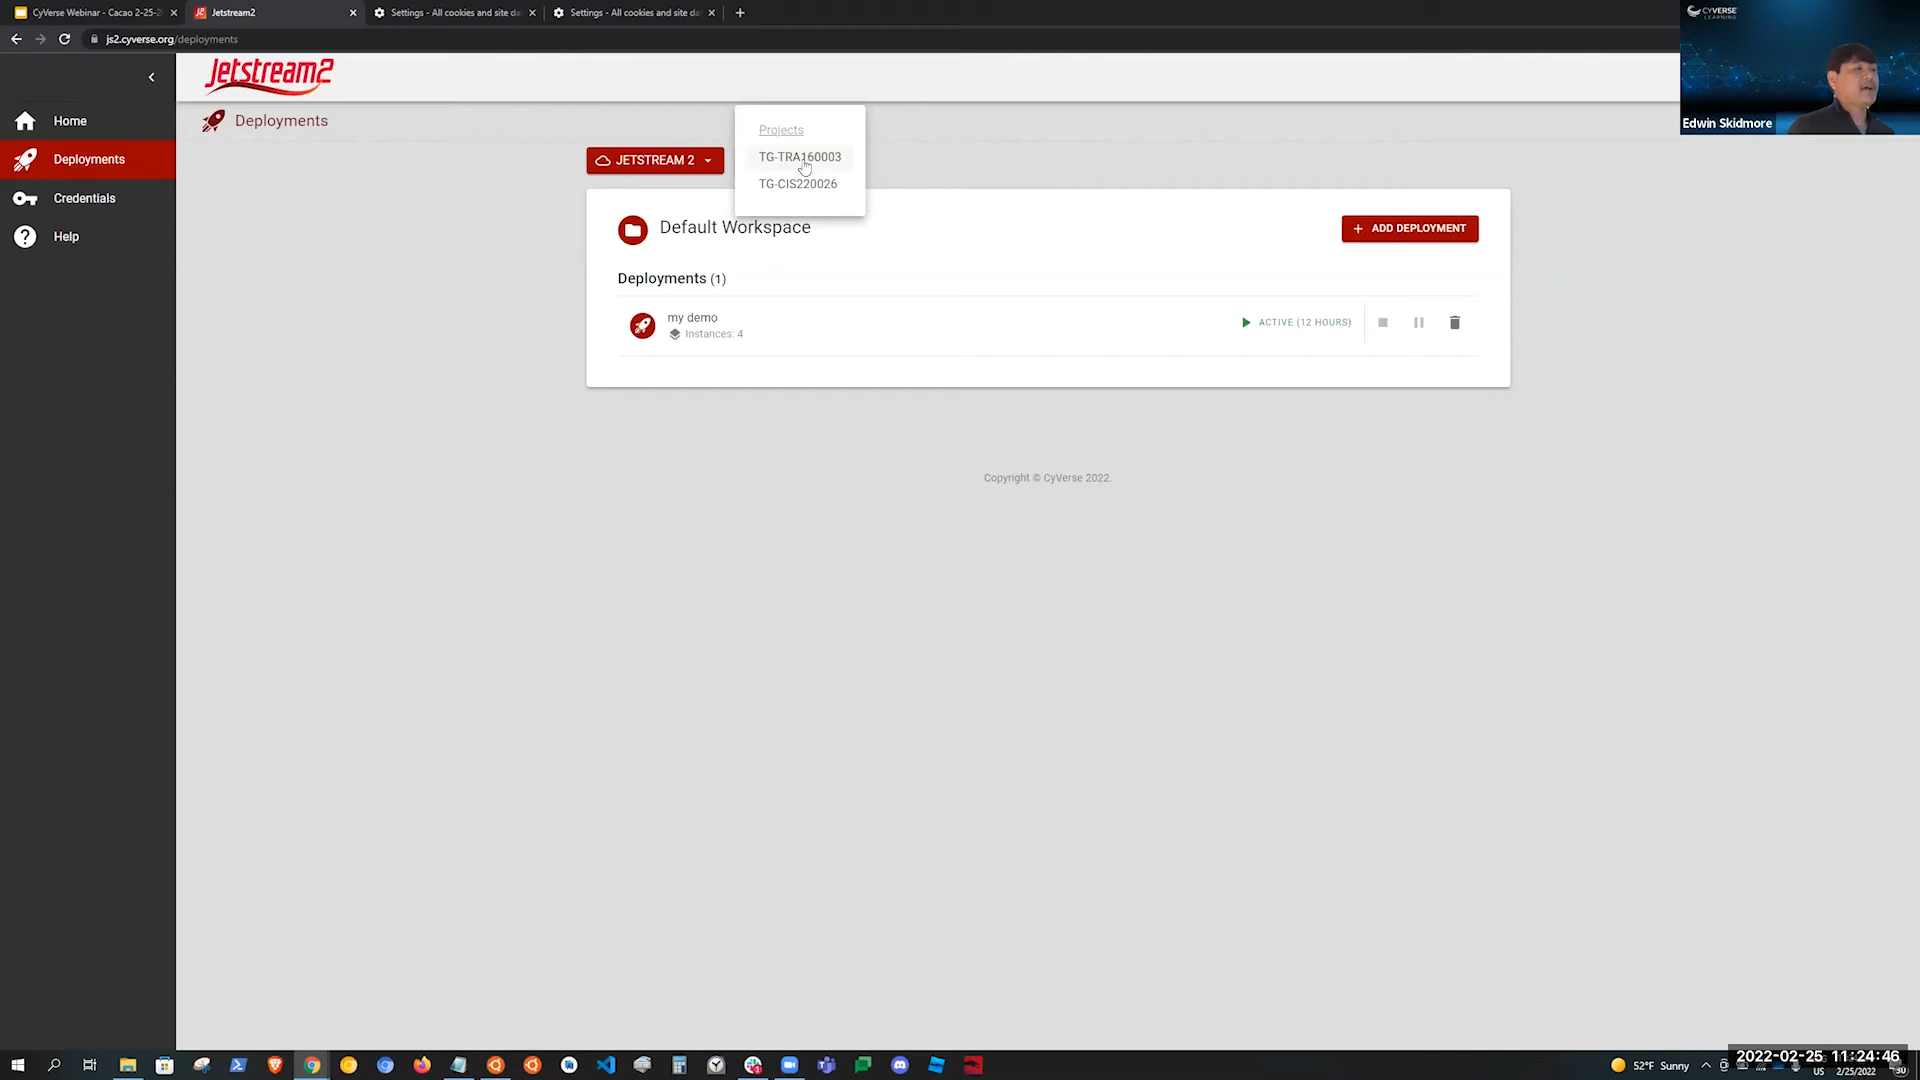 CyVerse Webinar - Cacao 2-25-2
Jetstream2
Settings - All cookies and site da
Settings - All cookies and site da
js2.cyverse.org/deployments
CYVERSE
LEARNING
Edwin Skidmore
Jetstream2
Home
Deployments
Credentials
Help
Deployments
JETSTREAM 2
Projects
TG-TRA160003
TG-CIS220026
Default Workspace
ADD DEPLOYMENT
Deployments (1)
my demo
Instances: 4
ACTIVE (12 HOURS)
Copyright © CyVerse 2022.
52°F Sunny
2022-02-25 11:24:46
US
2/25/2022
30